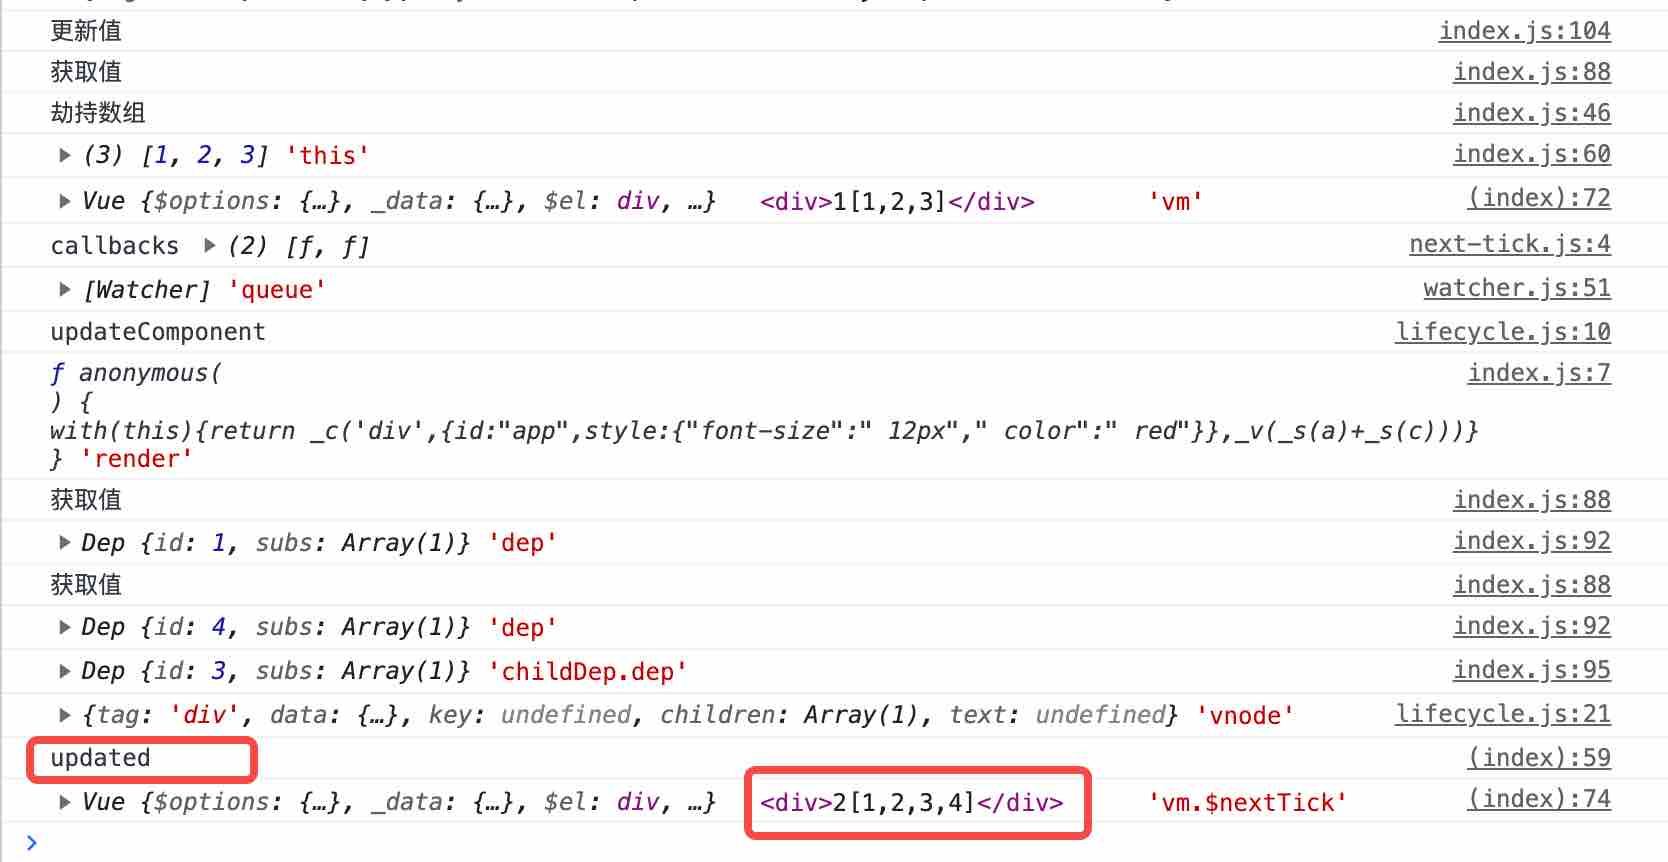 更新值 index.js:104
获取值 index.js:88
劫持数组 index.js:46
(3) [1, 2, 3] 'this' index.js:60
Vue {$options: {…}, _data: {…}, $el: div, …} <div>1[1,2,3]</div> 'vm' (index):72
callbacks (2) [f, f] next-tick.js:4
[Watcher] 'queue' watcher.js:51
updateComponent lifecycle.js:10
f anonymous( index.js:7
) {
with(this){return _c('div',{id:"app",style:{"font-size":" 12px"," color":" red"}},_v(_s(a)+_s(c)))}
} 'render'
获取值 index.js:88
Dep {id: 1, subs: Array(1)} 'dep' index.js:92
获取值 index.js:88
Dep {id: 4, subs: Array(1)} 'dep' index.js:92
Dep {id: 3, subs: Array(1)} 'childDep.dep' index.js:95
{tag: 'div', data: {…}, key: undefined, children: Array(1), text: undefined} 'vnode' lifecycle.js:21
updated (index):59
Vue {$options: {…}, _data: {…}, $el: div, …} <div>2[1,2,3,4]</div> 'vm.$nextTick' (index):74